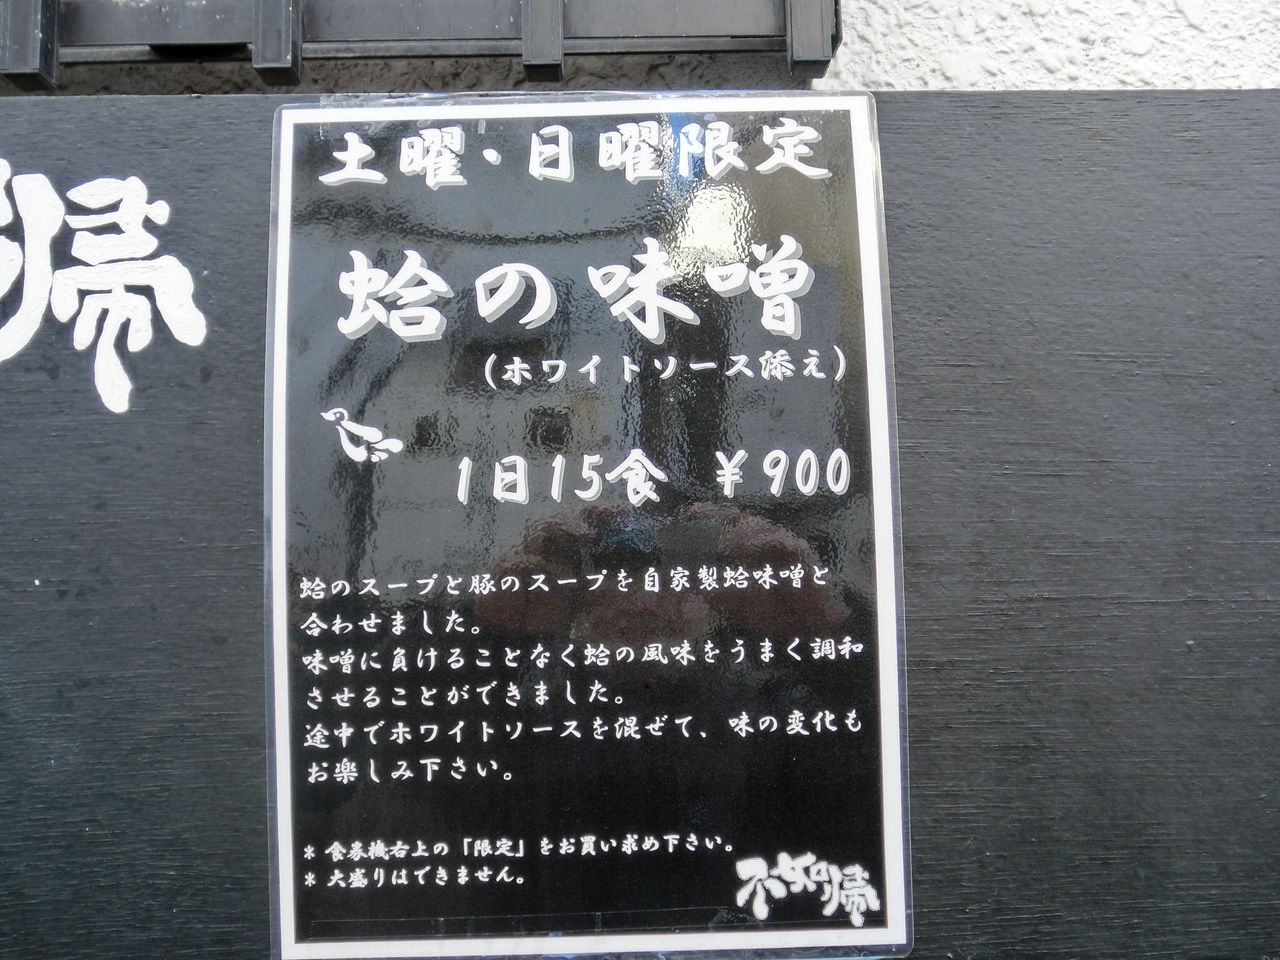 帰
土曜・日曜限定
蛤の味噌
(ホワイトソース添え)
1日15食 ¥900
蛤のスープと豚のスープを自家製蛤味噌と
合わせました。
味噌に負けることなく蛤の風味をうまく調和
させることができました。
途中でホワイトソースを混ぜて、味の変化も
お楽しみ下さい。
*食券機右上の「限定」をお買い求め下さい。
*大盛りはできません。
不如帰